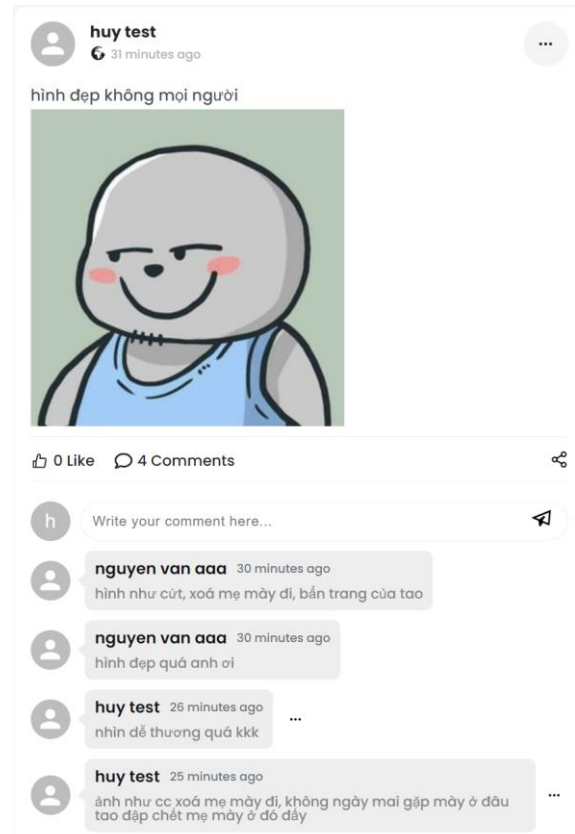 huy test
31 minutes ago
hình đẹp không mọi người
0 Like 4 Comments
h
Write your comment here...
nguyen van aaa 30 minutes ago
hình như cứt, xoá mẹ mày đi, bẩn trang của tao
nguyen van aaa 30 minutes ago
hình đẹp quá anh ơi
huy test 26 minutes ago
nhìn dễ thương quá kkk
huy test 25 minutes ago
ảnh như cc xoá mẹ mày đi, không ngày mai gặp mày ở đâu
tao đập chết mẹ mày ở đó đấy